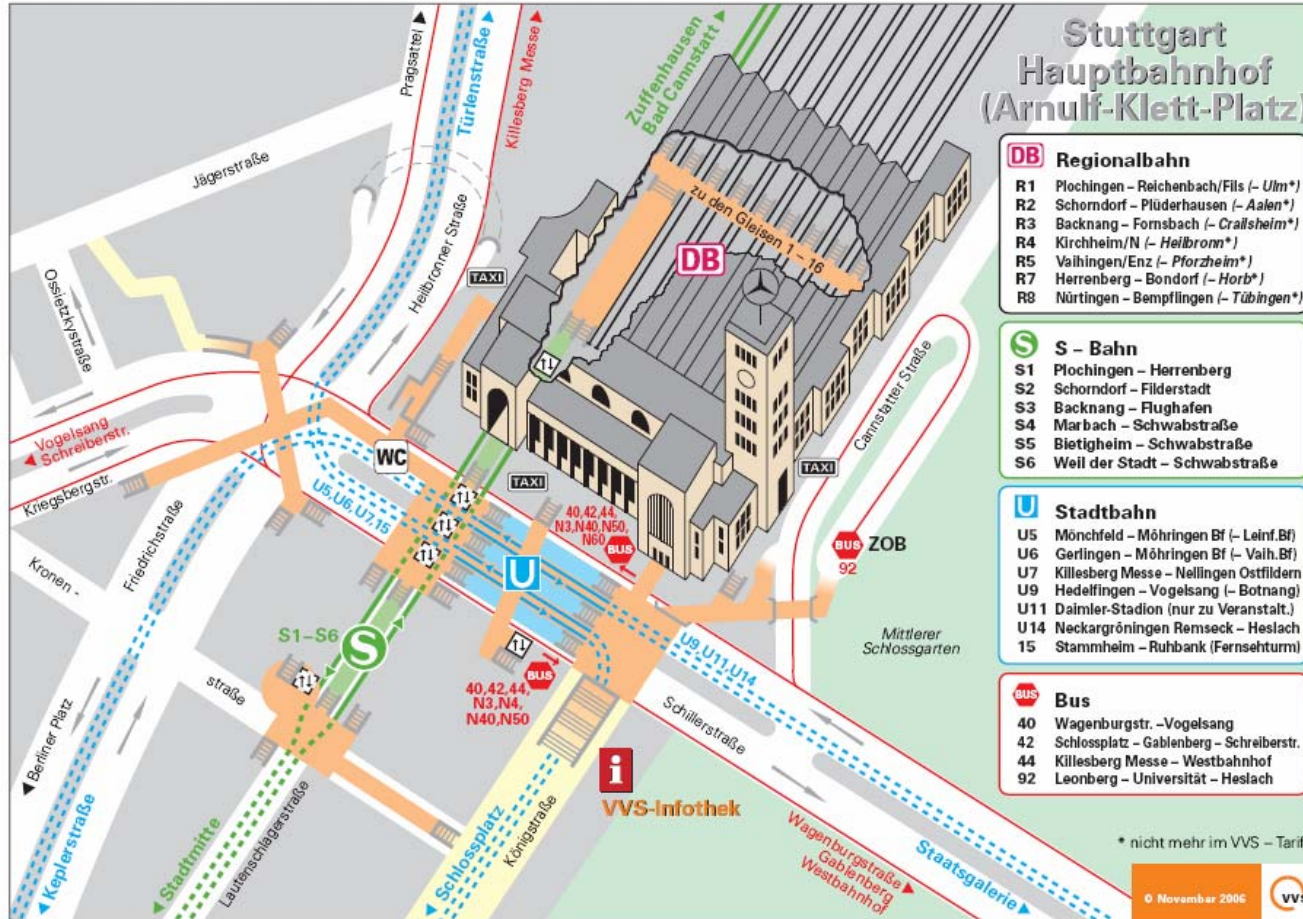 Stuttgart
Hauptbahnhof
(Arnulf-Klett-Platz)
DB Regionalbahn
R1 Plochingen – Reichenbach/Fils (– Ulm*)
R2 Schorndorf – Plüderhausen (– Aalen*)
R3 Backnang – Fornsbach (– Crailsheim*)
R4 Kirchheim/N (– Heilbronn*)
R5 Vaihingen/Enz (– Pforzheim*)
R7 Herrenberg – Bondorf (– Horb*)
R8 Nürtingen – Bempflingen (– Tübingen*)
S S – Bahn
S1 Plochingen – Herrenberg
S2 Schorndorf – Filderstadt
S3 Backnang – Flughafen
S4 Marbach – Schwabstraße
S5 Bietigheim – Schwabstraße
S6 Weil der Stadt – Schwabstraße
U Stadtbahn
U5 Mönchfeld – Möhringen Bf (– Leinf.Bf)
U6 Gerlingen – Möhringen Bf (– Vaih.Bf)
U7 Killesberg Messe – Nellingen Ostfildern
U9 Hedelfingen – Vogelsang (– Botnang)
U11 Daimler-Stadion (nur zu Veranstalt.)
U14 Neckargröningen Remseck – Heslach
15 Stammheim – Ruhbank (Fernsehturm)
BUS Bus
40 Wagenburgstr. –Vogelsang
42 Schlossplatz – Gablenberg – Schreiberstr.
44 Killesberg Messe – Westbahnhof
92 Leonberg – Universität – Heslach
* nicht mehr im VVS – Tarif
© November 2006
vvs
Pragsattel
Türlenstraße
Killesberg Messe
Zuffenhausen
Bad Cannstatt
Jägerstraße
Ossietzkystraße
Heilbronner Straße
TAXI
zu den Gleisen 1 – 16
DB
Cannstatter Straße
Vogelsang
Schreiberstr.
Kriegsbergstr.
WC
TAXI
TAXI
U5,U6,U7,15
40,42,44,
N3,N40,N50,
N60
BUS
BUS ZOB
92
Friedrichstraße
Kronen -
straße
U
S1–S6
S
U9,U11,U14
Mittlerer
Schlossgarten
BUS
40,42,44,
N3,N4,
N40,N50
Schillerstraße
Berliner Platz
Keplerstraße
Stadtmitte
Lautenschlagerstraße
Schlossplatz
Königstraße
i
VVS-Infothek
Wagenburgstraße
Gablenberg
Westbahnhof
Staatsgalerie